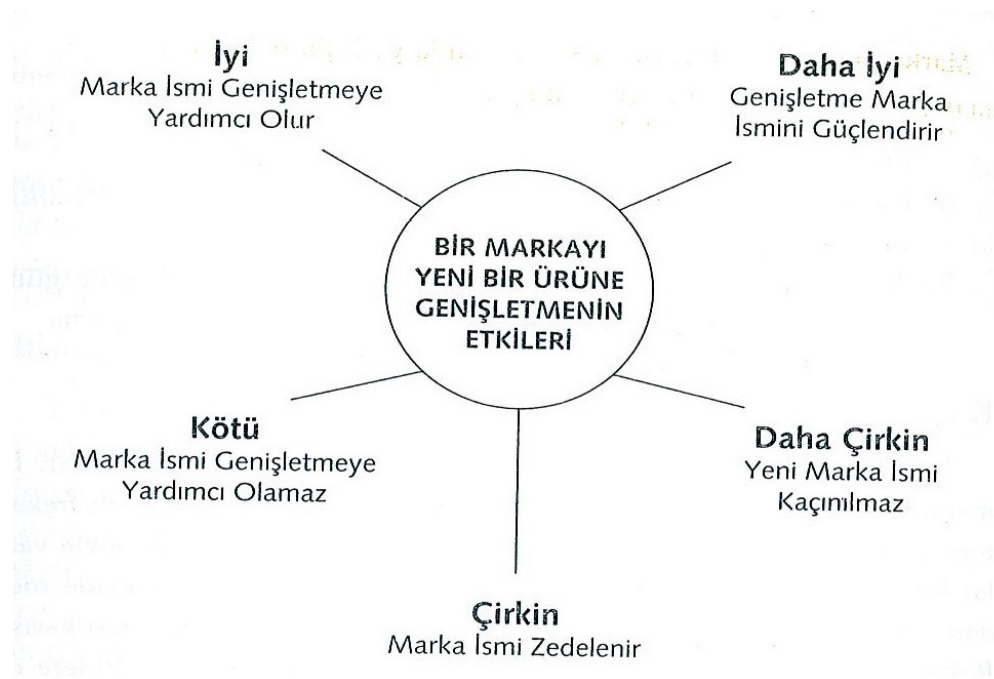 İyi
Marka İsmi Genişletmeye
Yardımcı Olur
Daha İyi
Genişletme Marka
İsmini Güçlendirir
BİR MARKAYI
YENİ BİR ÜRÜNE
GENİŞLETMENİN
ETKİLERİ
Kötü
Marka İsmi Genişletmeye
Yardımcı Olamaz
Daha Çirkin
Yeni Marka İsmi
Kaçınılmaz
Çirkin
Marka İsmi Zedelenir